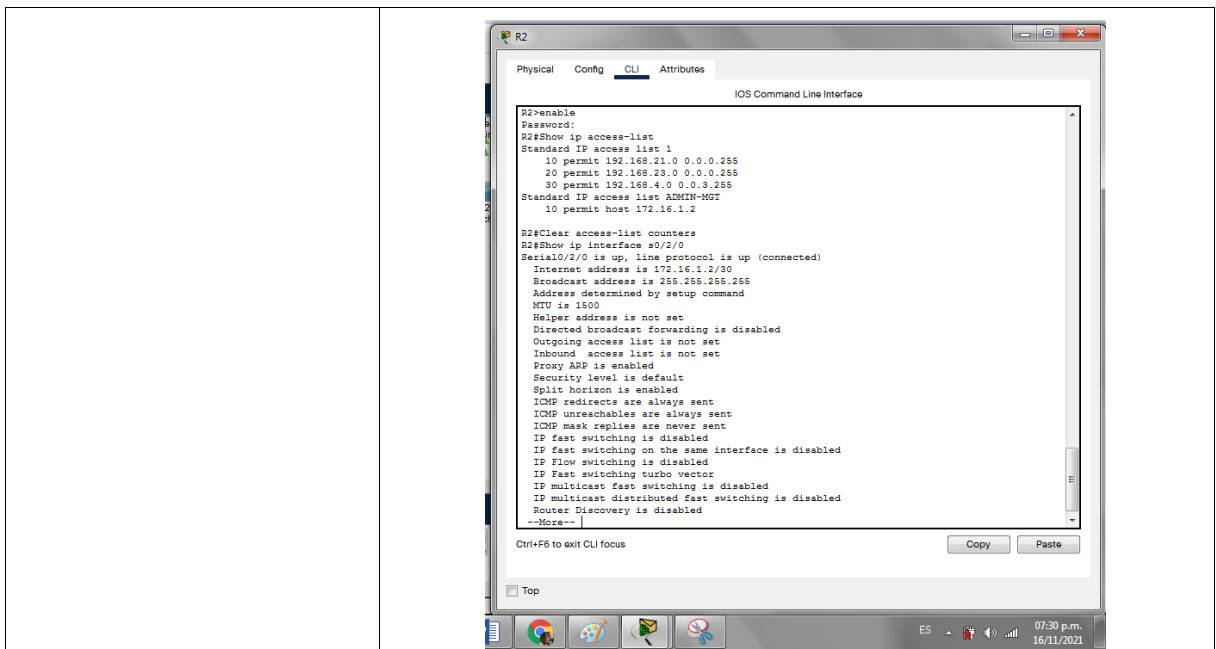 R2
Physical Config CLI Attributes
IOS Command Line Interface
R2>enable
Password:
R2#Show ip access-list
Standard IP access list 1
10 permit 192.168.21.0 0.0.0.255
20 permit 192.168.23.0 0.0.0.255
30 permit 192.168.4.0 0.0.3.255
Standard IP access list ADMIN-MGT
10 permit host 172.16.1.2
R2#Clear access-list counters
R2#Show ip interface s0/2/0
Serial0/2/0 is up, line protocol is up (connected)
Internet address is 172.16.1.2/30
Broadcast address is 255.255.255.255
Address determined by setup command
MTU is 1500
Helper address is not set
Directed broadcast forwarding is disabled
Outgoing access list is not set
Inbound  access list is not set
Proxy ARP is enabled
Security level is default
Split horizon is enabled
ICMP redirects are always sent
ICMP unreachables are always sent
ICMP mask replies are never sent
IP fast switching is disabled
IP fast switching on the same interface is disabled
IP Flow switching is disabled
IP Fast switching turbo vector
IP multicast fast switching is disabled
IP multicast distributed fast switching is disabled
Router Discovery is disabled
--More--
Ctrl+F6 to exit CLI focus
Copy Paste
Top
ES
07:30 p.m.
16/11/2021